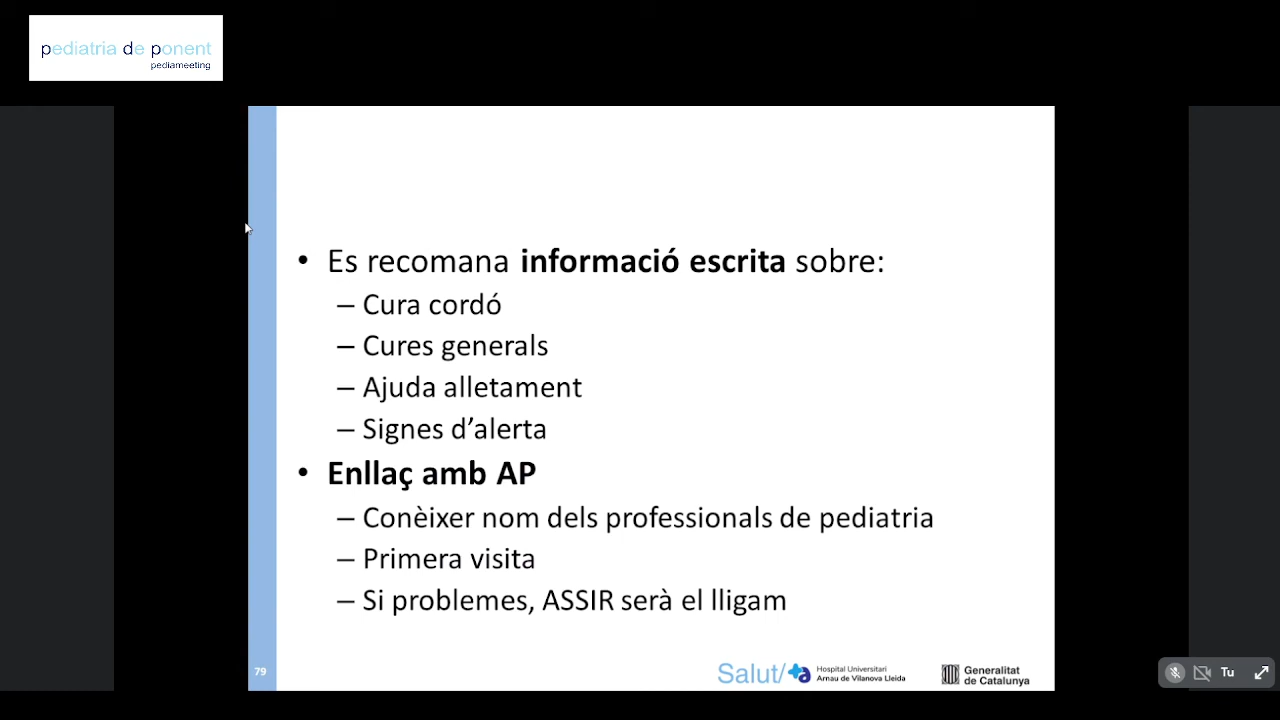 pediatria de ponent
pediameeting
• Es recomana informació escrita sobre:
– Cura cordó
– Cures generals
– Ajuda alletament
– Signes d’alerta
• Enllaç amb AP
– Conèixer nom dels professionals de pediatria
– Primera visita
– Si problemes, ASSIR serà el lligam
79
Salut/
Hospital Universitari
Arnau de Vilanova Lleida
Generalitat
de Catalunya
Tu